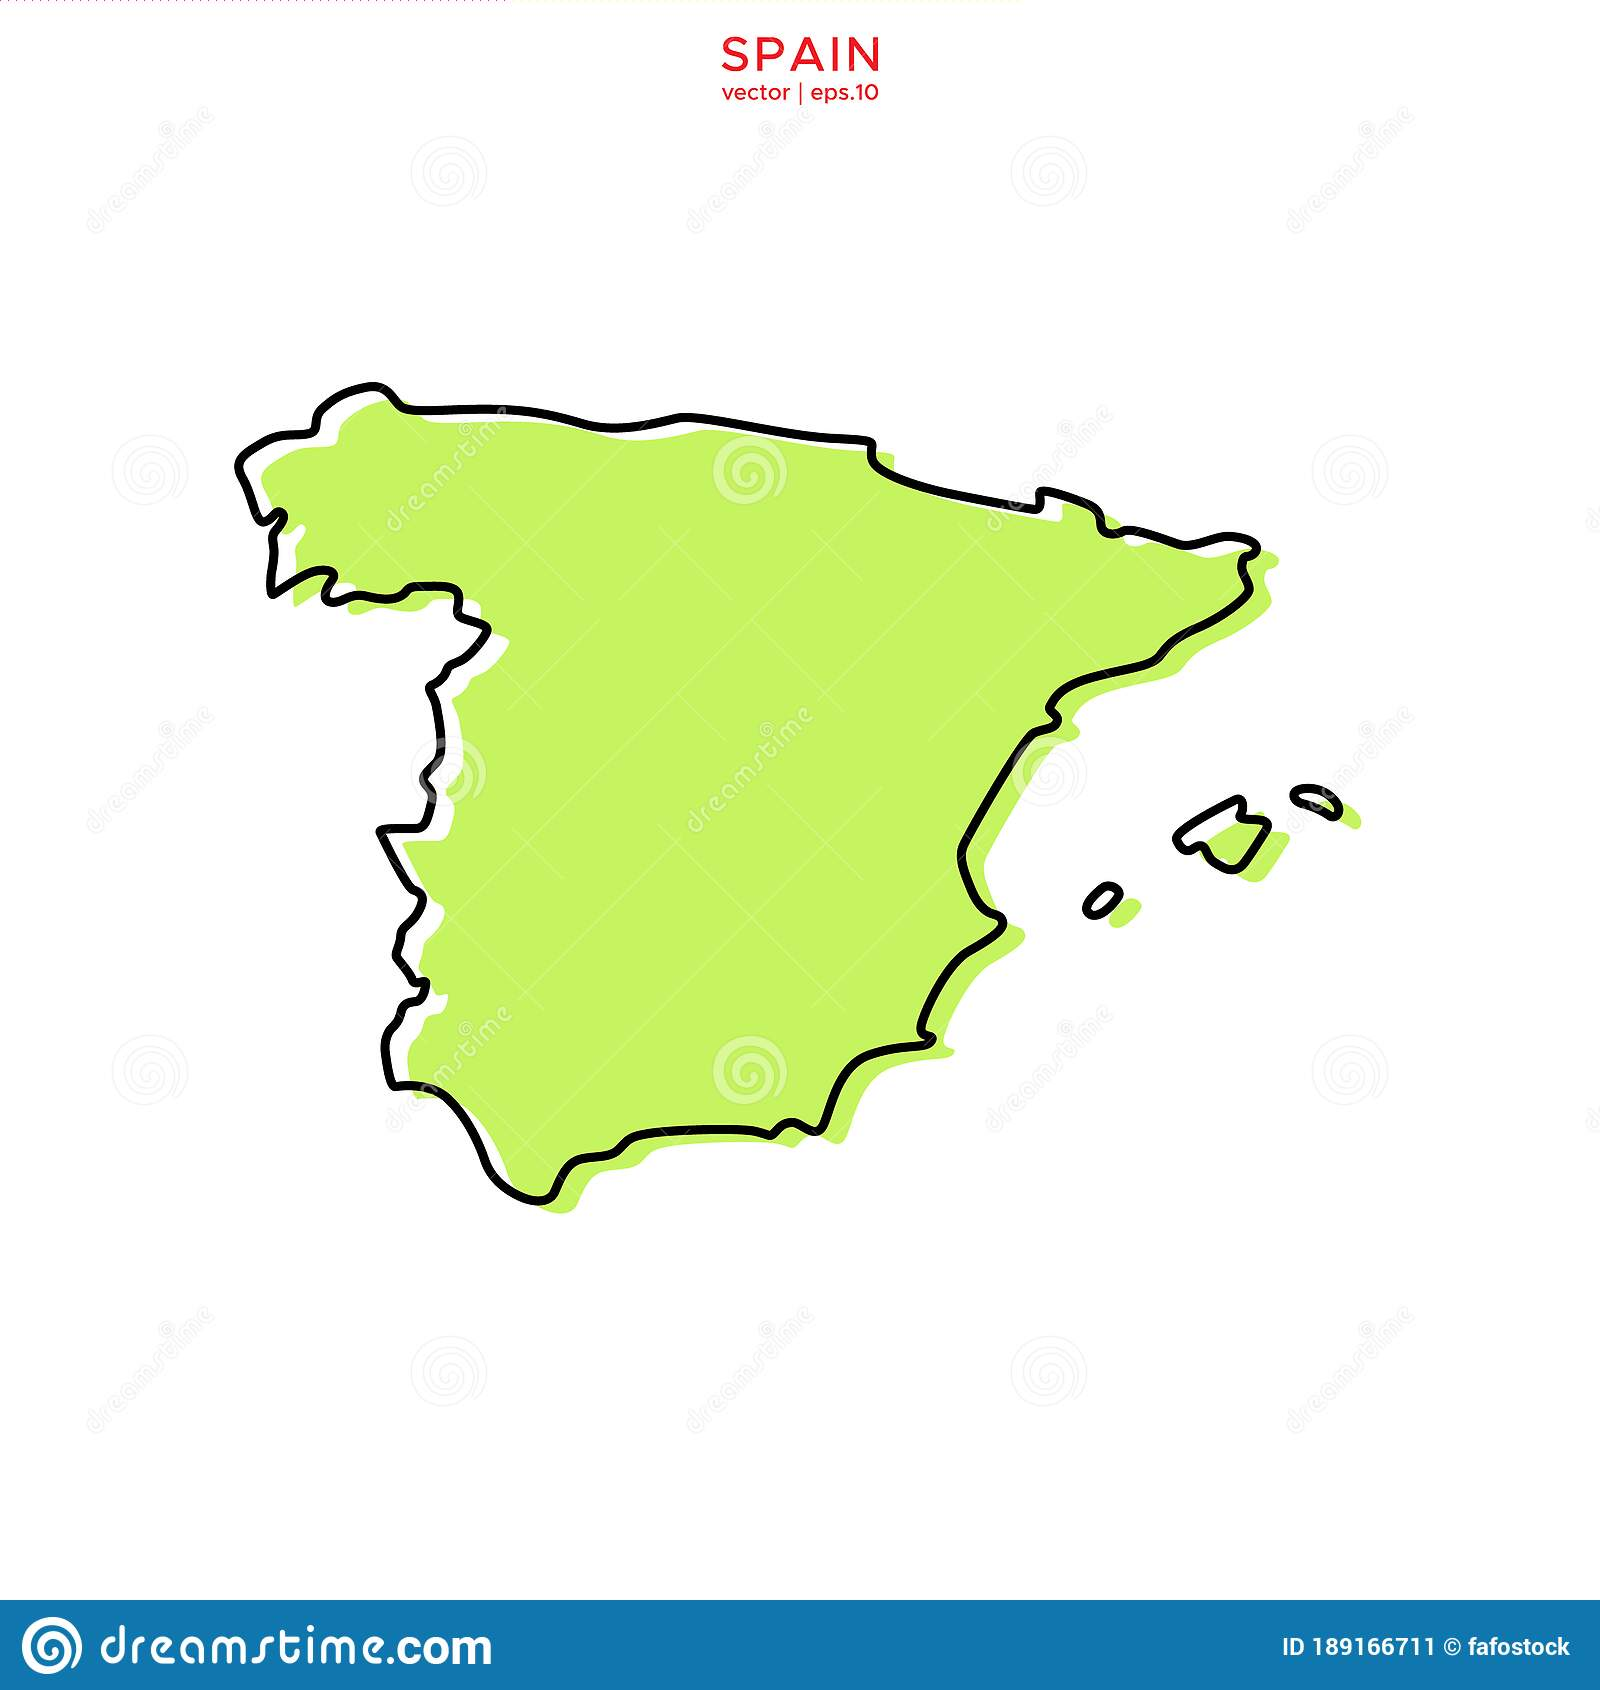 SPAIN
vector | eps.10
dreamstime.com
ID 189166711 © fafostock